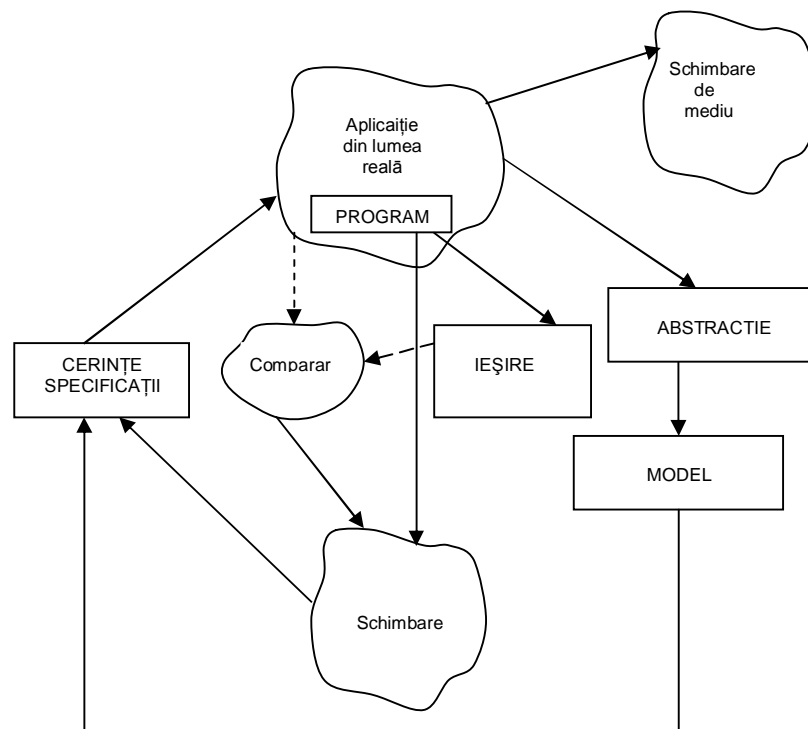 Schimbare
de
mediu
Aplicaiție
din lumea
reală
PROGRAM
ABSTRACTIE
CERINȚE
SPECIFICAȚII
Comparar
IEŞIRE
MODEL
Schimbare